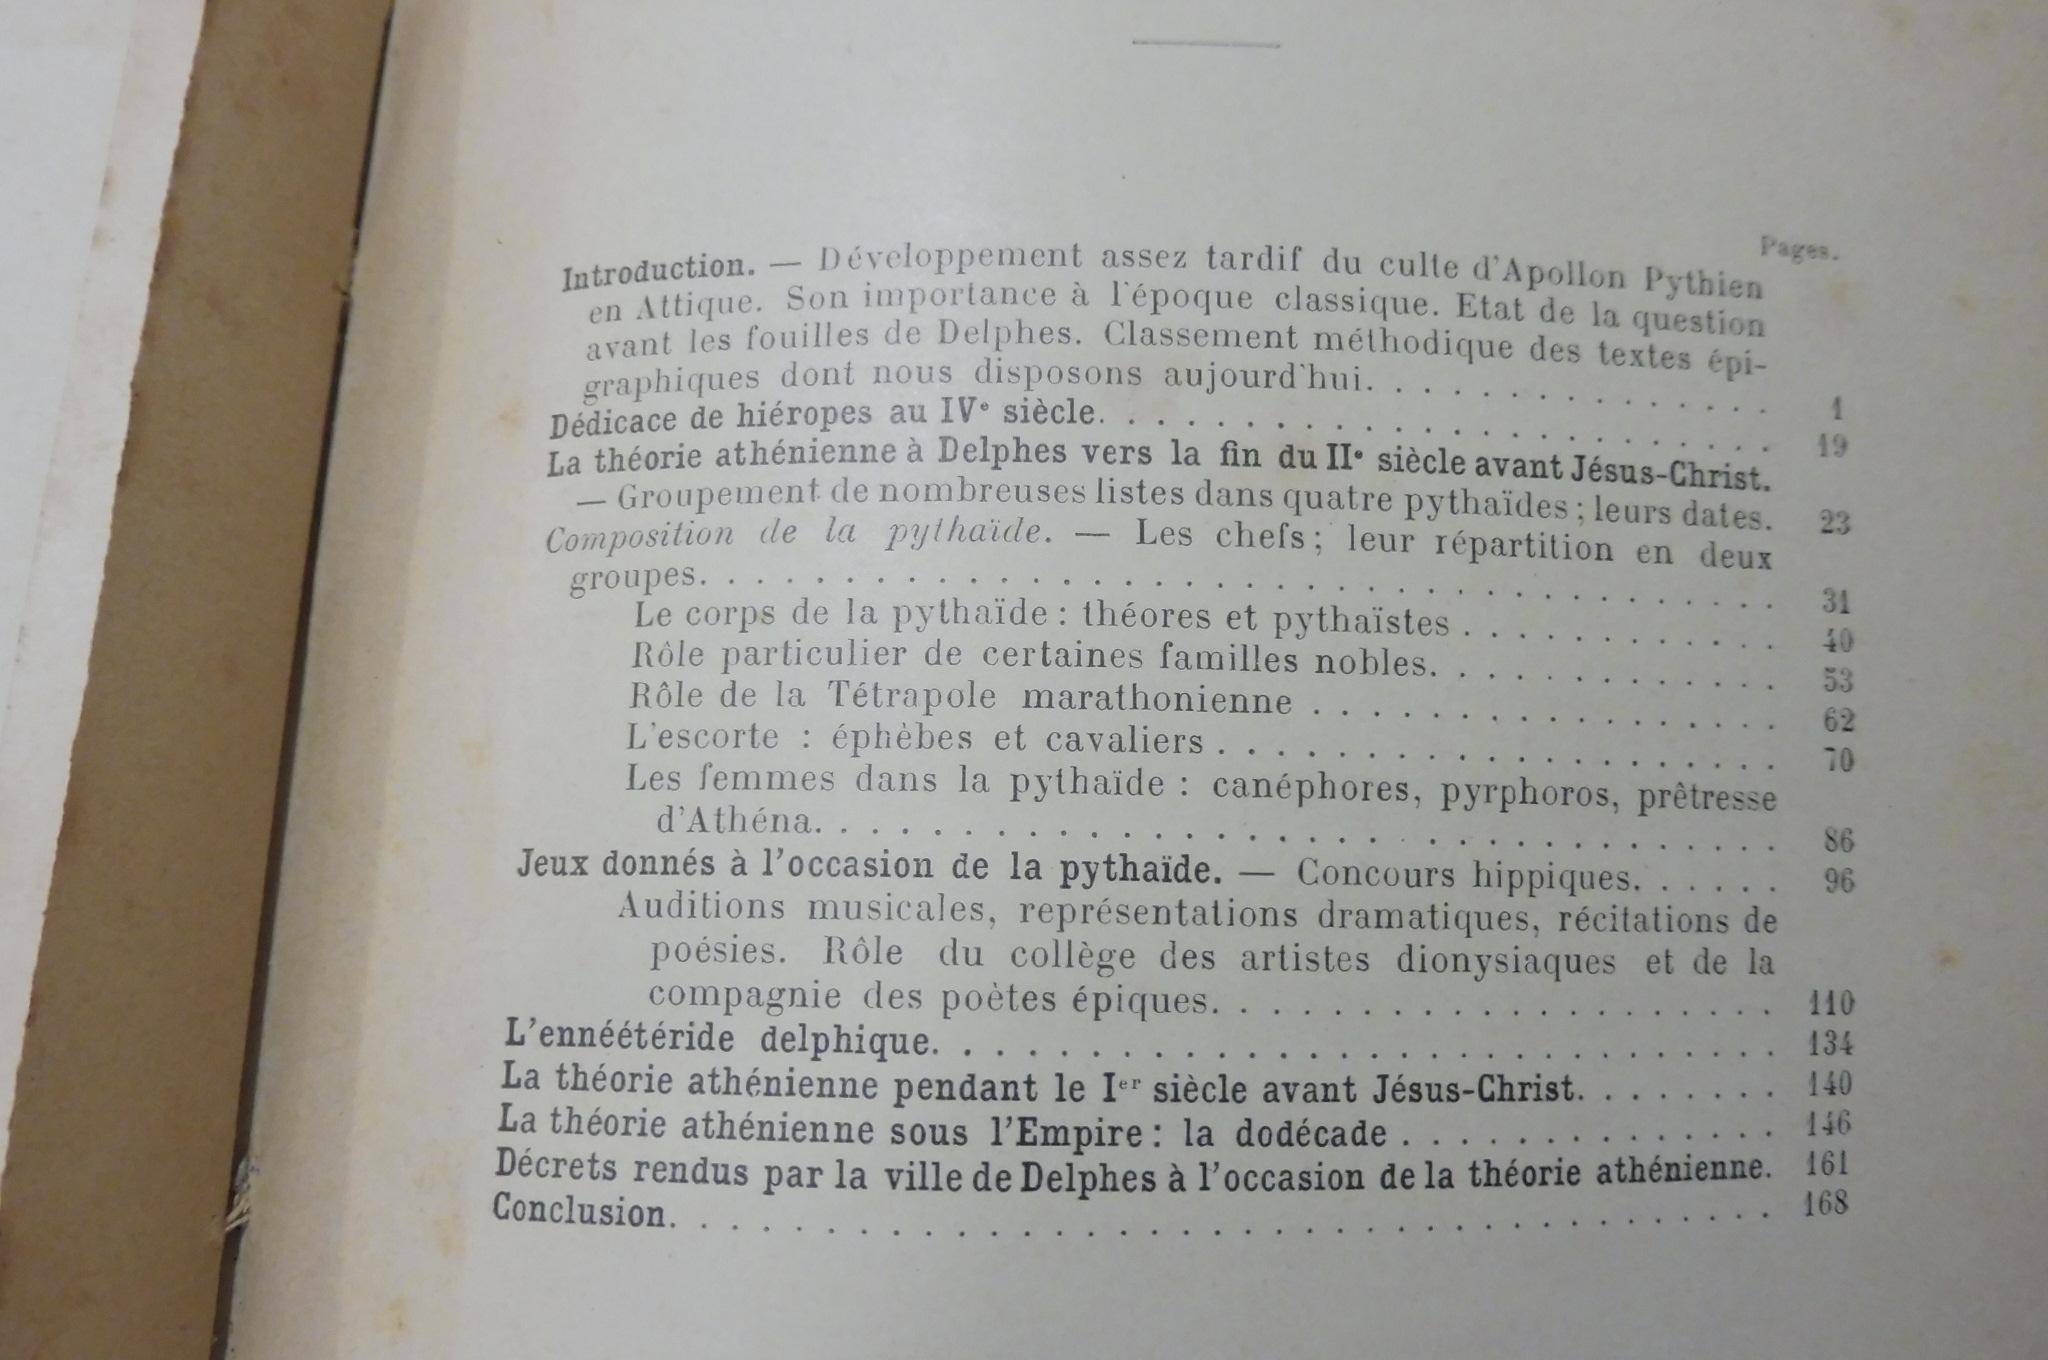 Pages.
Introduction. — Développement assez tardif du culte d'Apollon Pythien
en Attique. Son importance à l'époque classique. Etat de la question
avant les fouilles de Delphes. Classement méthodique des textes épi-
graphiques dont nous disposons aujourd'hui. . . . . . . . . . . . . . 1
Dédicace de hiéropes au IVe siècle. . . . . . . . . . . . . . . . . . . . . . . 19
La théorie athénienne à Delphes vers la fin du IIe siècle avant Jésus-Christ.
— Groupement de nombreuses listes dans quatre pythaïdes ; leurs dates. 23
Composition de la pythaïde. — Les chefs ; leur répartition en deux
groupes. . . . . . . . . . . . . . . . . . . . . . . . . . . . . . . . . . . . 31
Le corps de la pythaïde : théores et pythaïstes . . . . . . . . . . . 40
Rôle particulier de certaines familles nobles. . . . . . . . . . . . 53
Rôle de la Tétrapole marathonienne . . . . . . . . . . . . . . . . 62
L'escorte : éphèbes et cavaliers . . . . . . . . . . . . . . . . . . . 70
Les femmes dans la pythaïde : canéphores, pyrphoros, prêtresse
d'Athéna. . . . . . . . . . . . . . . . . . . . . . . . . . . . . . . . . 86
Jeux donnés à l'occasion de la pythaïde. — Concours hippiques. . . . . . 96
Auditions musicales, représentations dramatiques, récitations de
poésies. Rôle du collège des artistes dionysiaques et de la
compagnie des poètes épiques. . . . . . . . . . . . . . . . . . . 110
L'ennéétéride delphique. . . . . . . . . . . . . . . . . . . . . . . . . . . 134
La théorie athénienne pendant le Ier siècle avant Jésus-Christ. . . . . . . . 140
La théorie athénienne sous l'Empire : la dodécade . . . . . . . . . . . . . 146
Décrets rendus par la ville de Delphes à l'occasion de la théorie athénienne. 161
Conclusion. . . . . . . . . . . . . . . . . . . . . . . . . . . . . . . . . . . 168